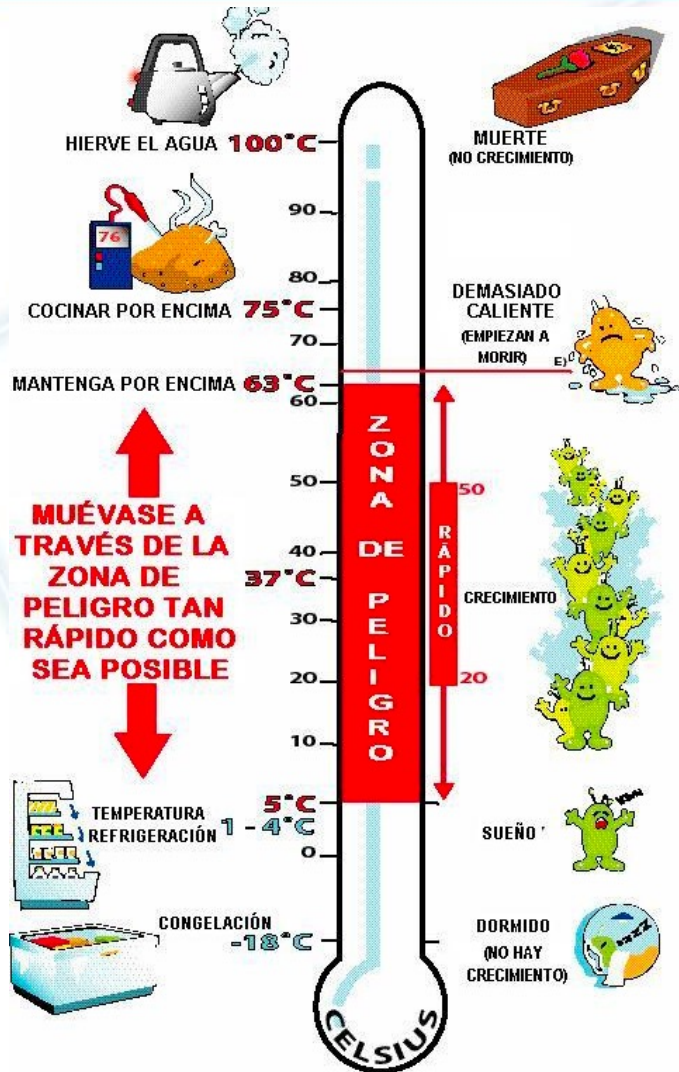 HIERVE EL AGUA 100°C
MUERTE
(NO CRECIMIENTO)
90
76
80
COCINAR POR ENCIMA 75°C
DEMASIADO
CALIENTE
(EMPIEZAN A
MORIR)
E)
70
MANTENGA POR ENCIMA 63°C
60
ZONA DE PELIGRO
50
50
RÁPIDO
MUÉVASE A
TRAVÉS DE LA
ZONA DE
PELIGRO TAN
RÁPIDO COMO
SEA POSIBLE
40
37°C
CRECIMIENTO
30
20
20
10
5°C
TEMPERATURA
REFRIGERACIÓN 1 - 4°C
SUEÑO '
0
CONGELACIÓN
-18°C
DORMIDO
(NO HAY
CRECIMIENTO)
zzZZ
CELSIUS